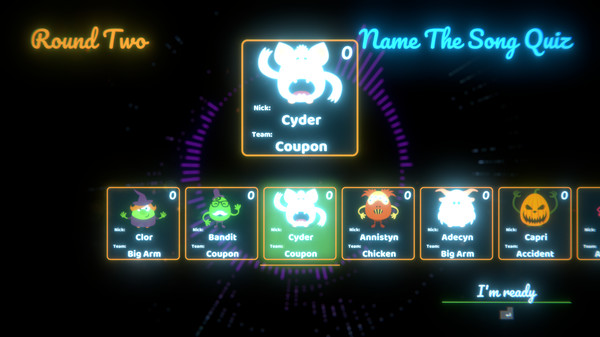 Round Two
Name The Song Quiz
0
Nick:
Cyder
Team:
Coupon
0
Nick:
Clor
Team:
Big Arm
0
Nick:
Bandit
Team:
Coupon
0
Nick:
Cyder
Team:
Coupon
0
Nick:
Annistyn
Team:
Chicken
0
Nick:
Adecyn
Team:
Big Arm
0
Nick:
Capri
Team:
Accident
I'm ready